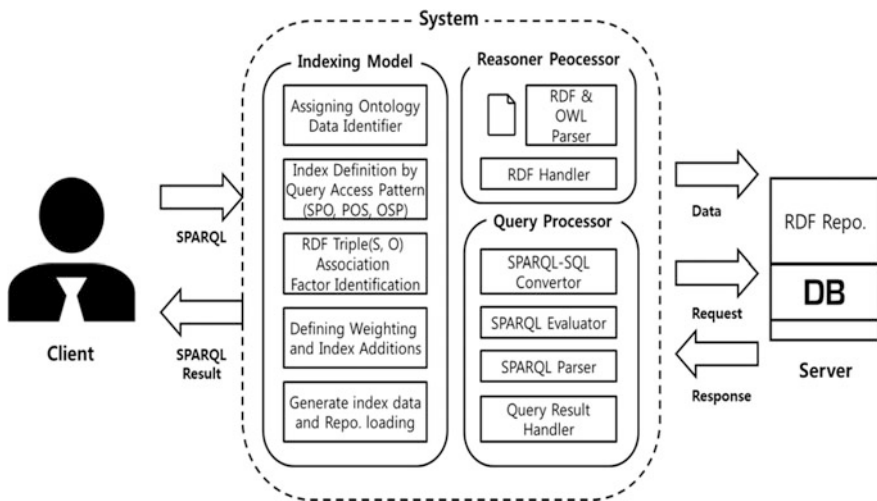 System
Indexing Model
Assigning Ontology
Data Identifier
Index Definition by
Query Access Pattern
(SPO, POS, OSP)
RDF Triple(S, O)
Association
Factor Identification
Defining Weighting
and Index Additions
Generate index data
and Repo. loading
Reasoner Peocessor
RDF &
OWL
Parser
RDF Handler
Query Processor
SPARQL-SQL
Convertor
SPARQL Evaluator
SPARQL Parser
Query Result
Handler
SPARQL
SPARQL
Result
Client
Data
Request
Response
RDF Repo.
DB
Server